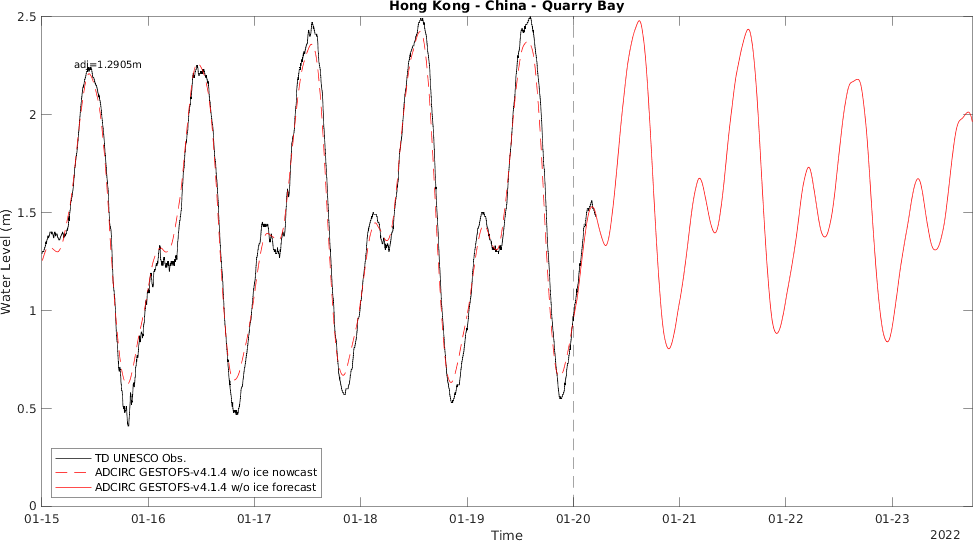 Hong Kong - China - Quarry Bay
2.5
adj=1.2905m
2
1.5
Water Level (m)
1
0.5
TD UNESCO Obs.
ADCIRC GESTOFS-v4.1.4 w/o ice nowcast
ADCIRC GESTOFS-v4.1.4 w/o ice forecast
0
01-15 01-16 01-17 01-18 01-19 01-20 01-21 01-22 01-23
Time
2022